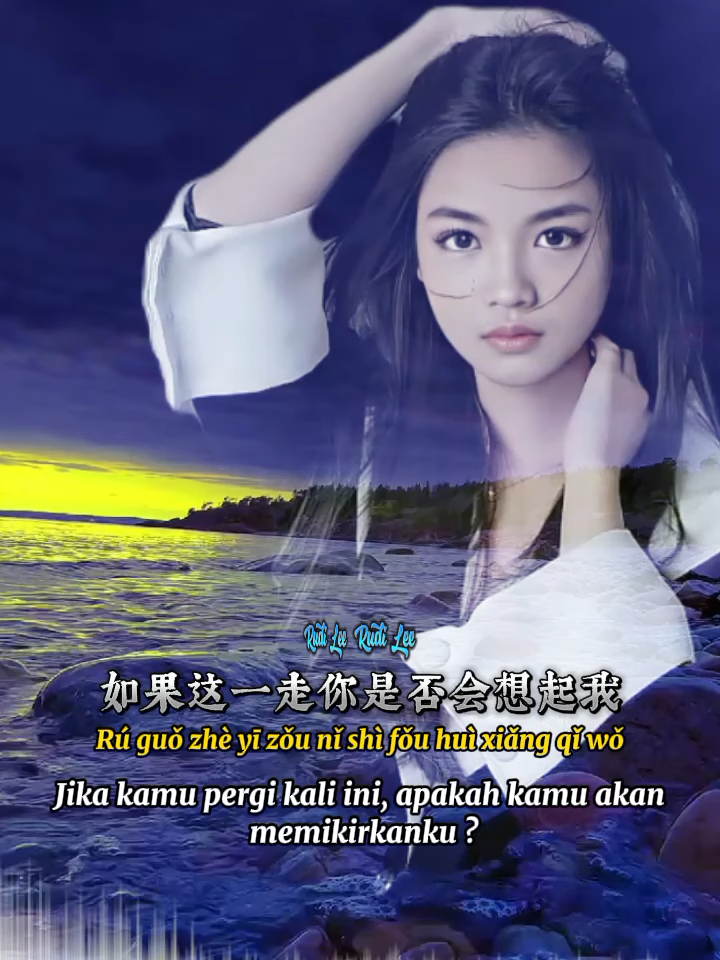 Rudi Lee Rudi Lee
如果这一走你是否会想起我
Rú guǒ zhè yī zǒu nǐ shì fǒu huì xiǎng qǐ wǒ
Jika kamu pergi kali ini, apakah kamu akan
memikirkanku ?